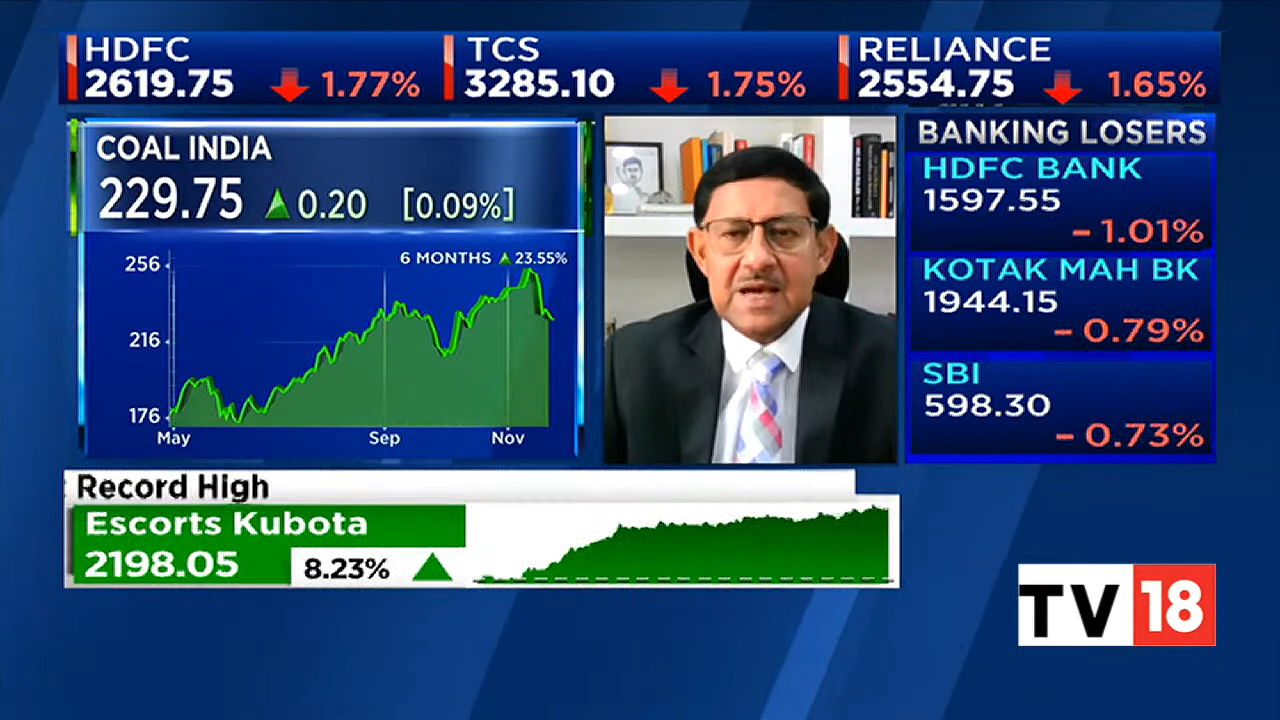 HDFC
2619.75 1.77%
TCS
3285.10 1.75%
RELIANCE
2554.75 1.65%
COAL INDIA
229.75 0.20 [0.09%]
6 MONTHS 23.55%
256
216
176
May Sep Nov
BANKING LOSERS
HDFC BANK
1597.55
– 1.01%
KOTAK MAH BK
1944.15
– 0.79%
SBI
598.30
– 0.73%
Record High
Escorts Kubota
2198.05 8.23%
TV18